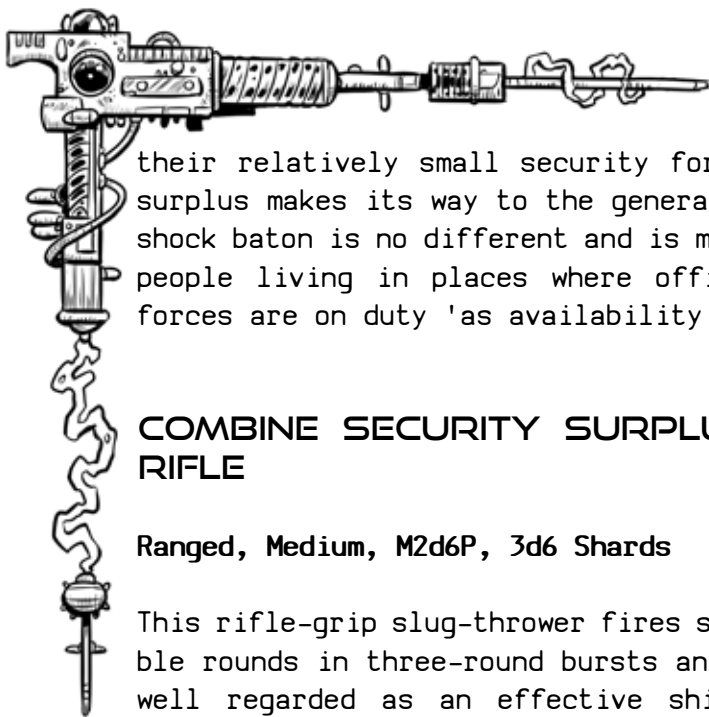 their relatively small security for
surplus makes its way to the genera
shock baton is no different and is m
people living in places where offi
forces are on duty 'as availability
COMBINE SECURITY SURPLU
RIFLE
Ranged, Medium, M2d6P, 3d6 Shards
This rifle-grip slug-thrower fires s
ble rounds in three-round bursts an
well regarded as an effective shi